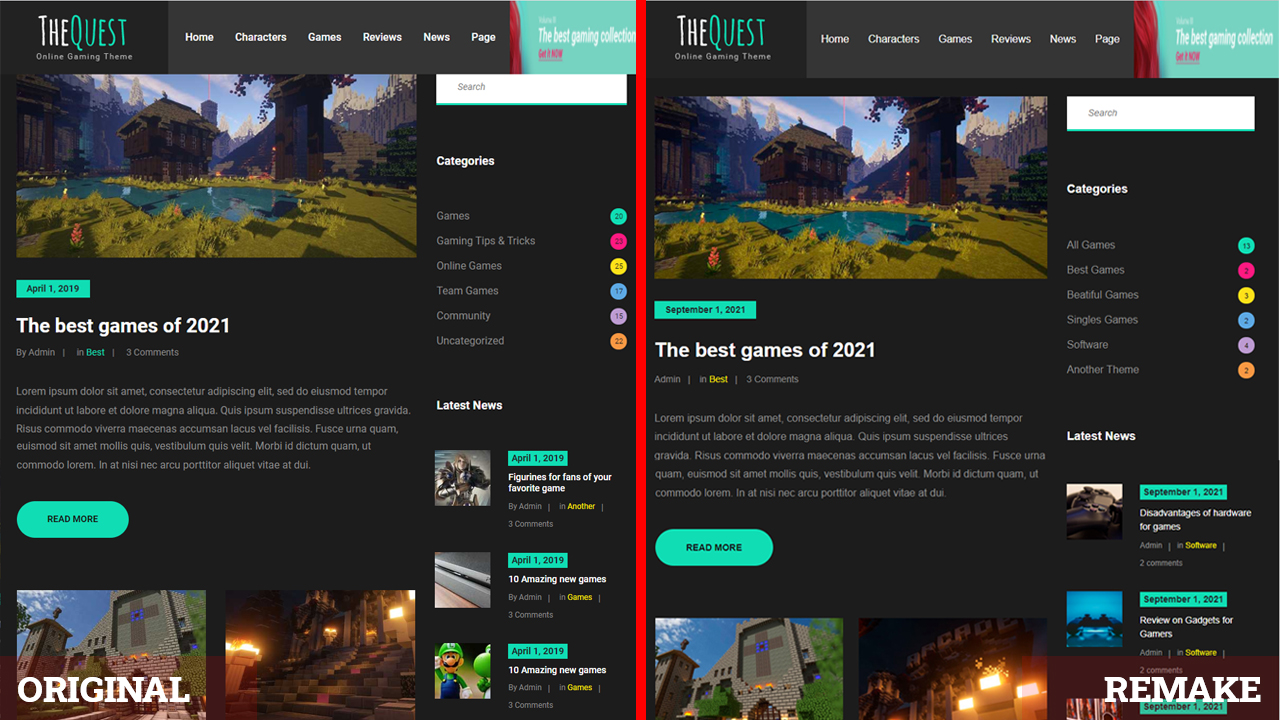 THEQUEST
Online Gaming Theme
Home Characters Games Reviews News Page
Volume III
The best gaming collection
Get it NOW
Search
Categories
Games 20
Gaming Tips & Tricks 23
Online Games 25
Team Games 17
Community 15
Uncategorized 22
April 1, 2019
The best games of 2021
By Admin | in Best | 3 Comments
Lorem ipsum dolor sit amet, consectetur adipiscing elit, sed do eiusmod tempor
incididunt ut labore et dolore magna aliqua. Quis ipsum suspendisse ultrices gravida.
Risus commodo viverra maecenas accumsan lacus vel facilisis. Fusce urna quam,
euismod sit amet mollis quis, vestibulum quis velit. Morbi id dictum quam, ut
commodo lorem. In at nisi nec arcu porttitor aliquet vitae at dui.
READ MORE
Latest News
April 1, 2019
Figurines for fans of your
favorite game
By Admin | in Another |
3 Comments
April 1, 2019
10 Amazing new games
By Admin | in Games |
3 Comments
April 1, 2019
10 Amazing new games
By Admin | in Games |
3 Comments
ORIGINAL
THEQUEST
Online Gaming Theme
Home Characters Games Reviews News Page
Volume III
The best gaming collection
Get it NOW
Search
Categories
All Games 13
Best Games 2
Beatiful Games 3
Singles Games 2
Software 4
Another Theme 2
September 1, 2021
The best games of 2021
Admin | in Best | 3 Comments
Lorem ipsum dolor sit amet, consectetur adipiscing elit, sed do eiusmod tempor
incididunt ut labore et dolore magna aliqua. Quis ipsum suspendisse ultrices
gravida. Risus commodo viverra maecenas accumsan lacus vel facilisis. Fusce urna
quam, euismod sit amet mollis quis, vestibulum quis velit. Morbi id dictum quam, ut
commodo lorem. In at nisi nec arcu porttitor aliquet vitae at dui.
READ MORE
Latest News
September 1, 2021
Disadvantages of hardware
for games
Admin | in Software |
2 comments
September 1, 2021
Review on Gadgets for
Gamers
Admin | in Software |
2 comments
September 1, 2021
REMAKE